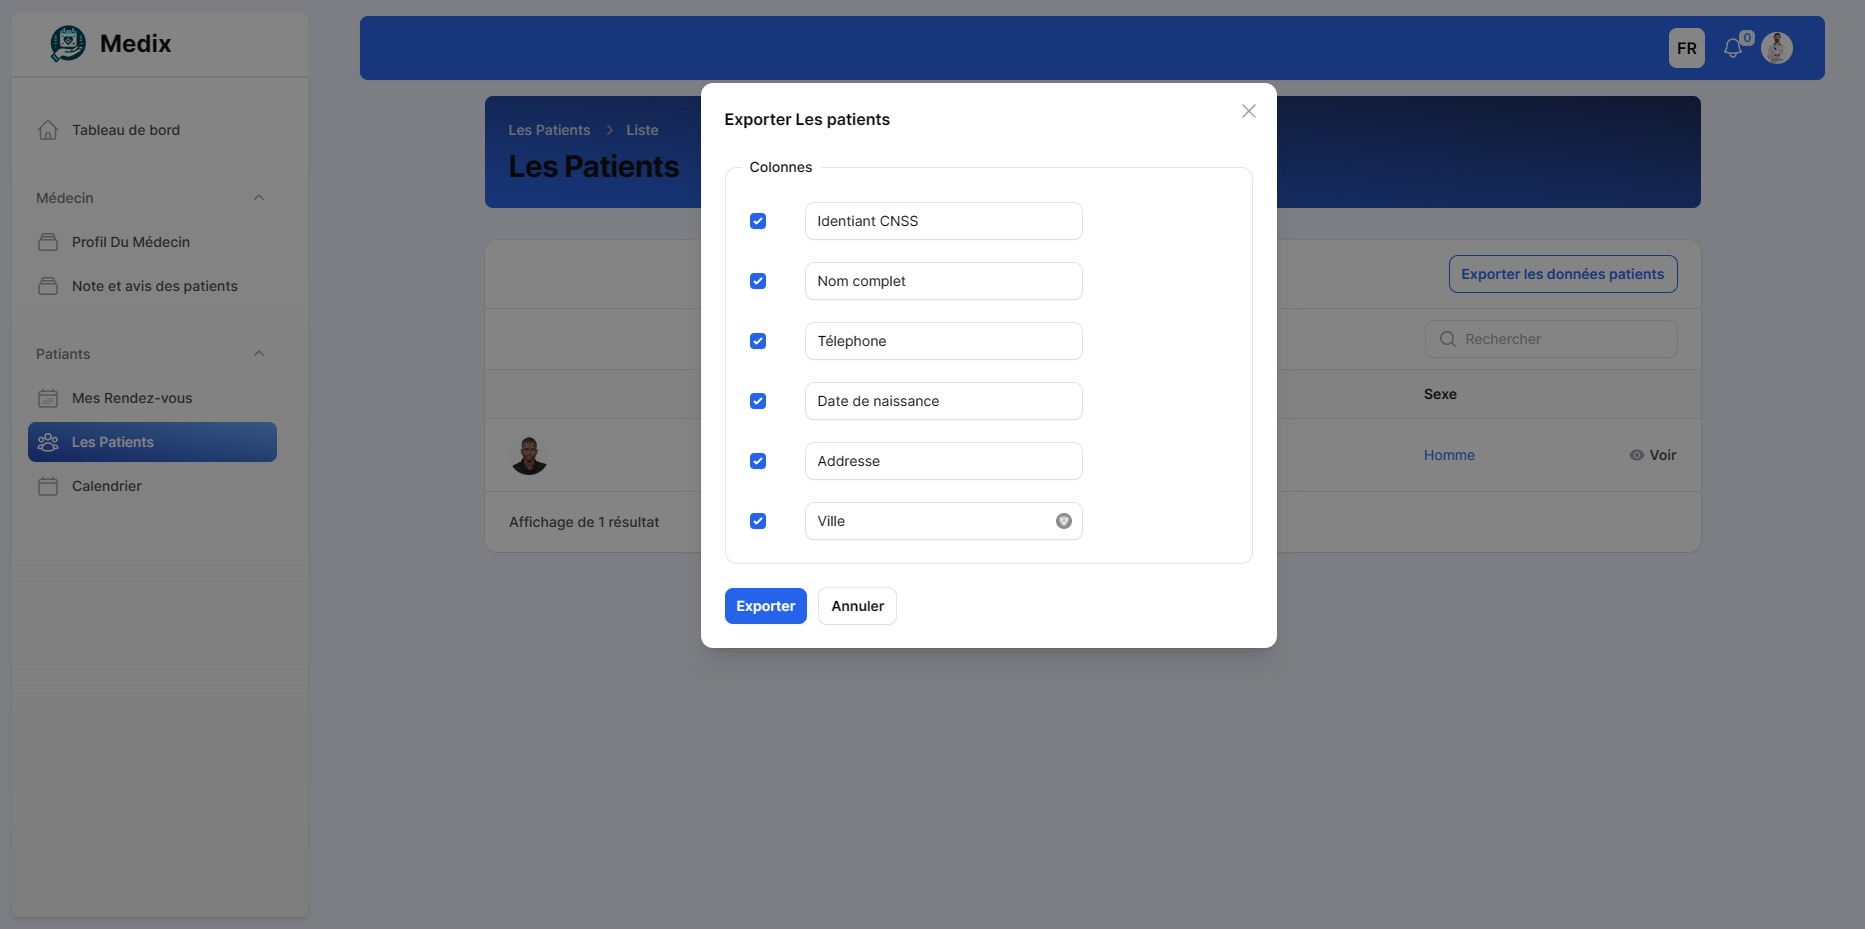 Medix
FR
0
Tableau de bord
Médecin
Profil Du Médecin
Note et avis des patients
Patiants
Mes Rendez-vous
Les Patients
Calendrier
Les Patients > Liste
Les Patients
Exporter les données patients
Rechercher
Sexe
Homme
Voir
Affichage de 1 résultat
Exporter Les patients
Colonnes
Identiant CNSS
Nom complet
Télephone
Date de naissance
Addresse
Ville
Exporter
Annuler